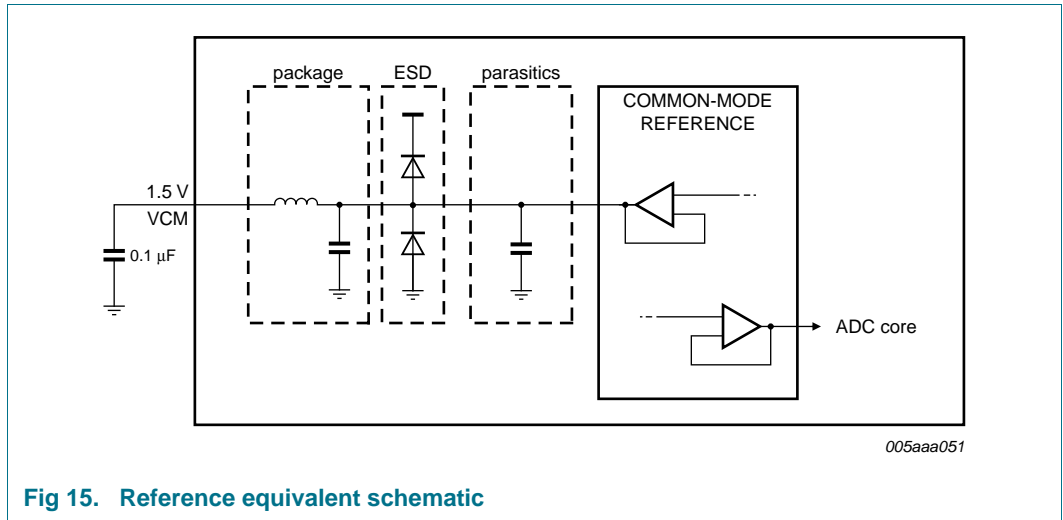 package
ESD
parasitics
COMMON-MODE
REFERENCE
1.5 V
VCM
0.1 μF
ADC core
005aaa051
Fig 15. Reference equivalent schematic